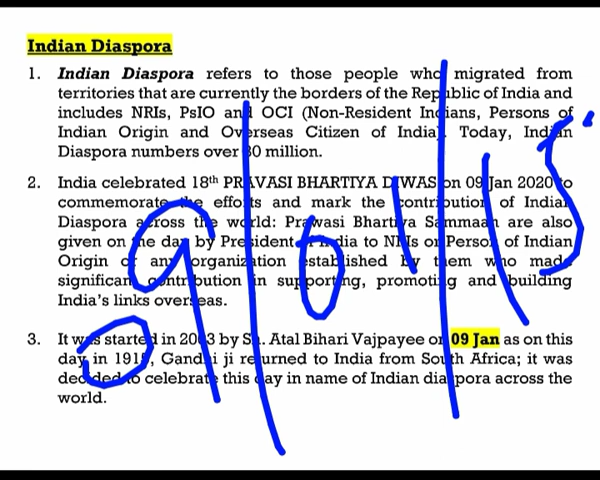 Indian Diaspora
1. Indian Diaspora refers to those people who migrated from
territories that are currently the borders of the Republic of India and
includes NRIs, PsIO and OCI (Non-Resident Indians, Persons of
Indian Origin and Overseas Citizen of India). Today, Indian
Diaspora numbers over 30 million.
2. India celebrated 18th PRAVASI BHARTIYA DIWAS on 09 Jan 2020 to
commemorate the efforts and mark the contribution of Indian
Diaspora across the world: Prawasi Bhartiya Sammaan are also
given on the day by President India to NRIs or Person of Indian
Origin or any organization established by them who made
significant contribution in supporting, promoting and building
India's links overseas.
3. It was started in 2003 by Sh. Atal Bihari Vajpayee on 09 Jan as on this
day in 1915, Gandhi ji returned to India from South Africa; it was
decided to celebrate this day in name of Indian diaspora across the
world.
09/01/15